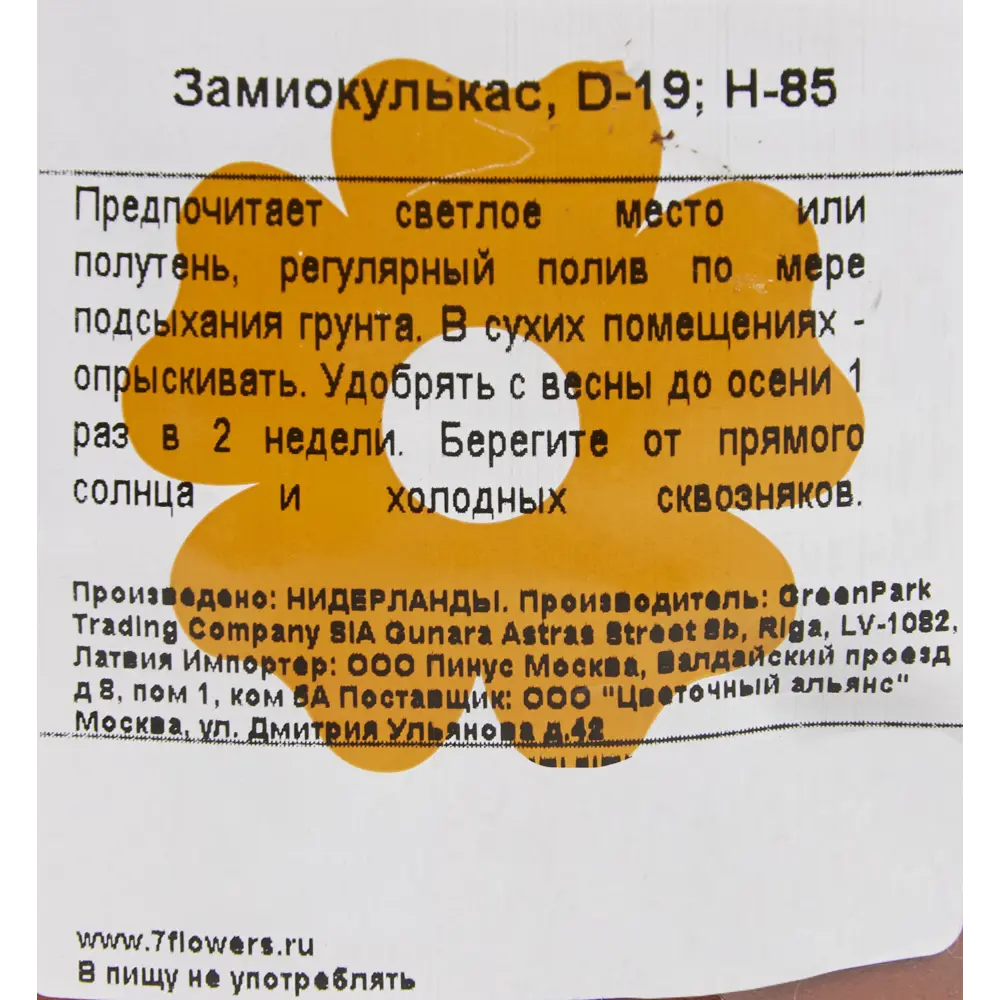 Замиокулькас, D-19; H-85
Предпочитает светлое место или
полутень, регулярный полив по мере
подсыхания грунта. В сухих помещениях -
опрыскивать. Удобрять с весны до осени 1
раз в 2 недели. Берегите от прямого
солнца и холодных сквозняков.
Произведено: НИДЕРЛАНДЫ. Производитель: GreenPark
Trading Company SIA Gunara Astras Street 8b, Riga, LV-1082,
Латвия Импортер: ООО Пинус Москва, Валдайский проезд
д 8, пом 1, ком Поставщик: ООО "Цветочный альянс"
Москва, ул. Дмитрия Ульянова д.42
www.7flowers.ru
В пищу не употреблять